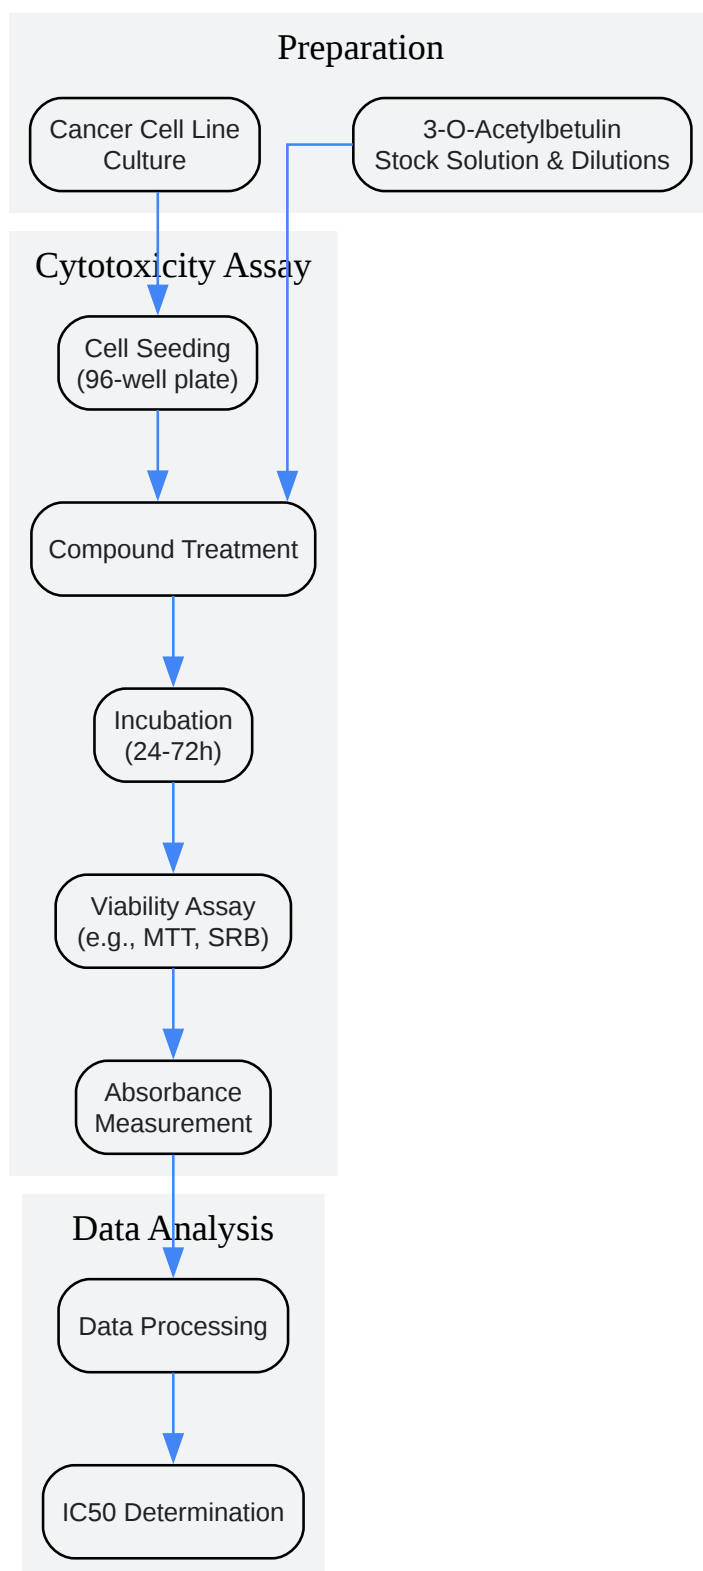 Preparation
Cancer Cell Line
Culture
3-O-Acetylbetulin
Stock Solution & Dilutions
Cytotoxicity Assay
Cell Seeding
(96-well plate)
Compound Treatment
Incubation
(24-72h)
Viability Assay
(e.g., MTT, SRB)
Absorbance
Measurement
Data Analysis
Data Processing
IC50 Determination